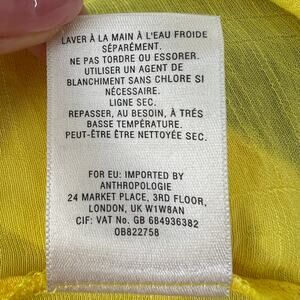 LAVER À LA MAIN À L'EAU FROIDE
SÉPARÉMENT.
NE PAS TORDRE OU ESSORER.
UTILISER UN AGENT DE
BLANCHIMENT SANS CHLORE SI
NÉCESSAIRE.
LIGNE SEC.
REPASSER, AU BESOIN, À TRÉS
BASSE TEMPÉRATURE.
PEUT-ÊTRE ÊTRE NETTOYÉE SEC.
FOR EU: IMPORTED BY
ANTHROPOLOGIE
24 MARKET PLACE, 3RD FLOOR,
LONDON, UK W1W8AN
CIF: VAT No. GB 684936382
OB822758